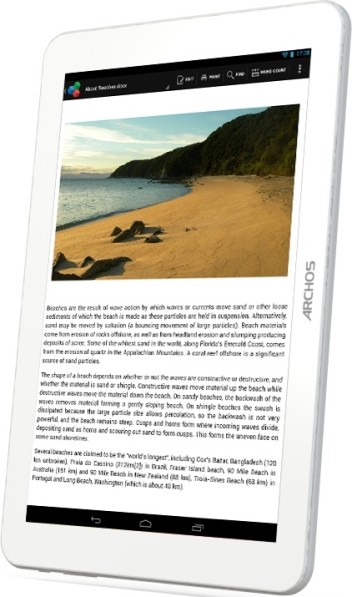 17:08
About Beaches.docx
EDIT
SHARE
FIND
WORD COUNT
ARCHOS
Beaches are the result of wave action by which waves or currents move sand or other loose
sediments of which the beach is made as these particles are held in suspension. Alternatively,
sand may be moved by saltation (a bouncing movement of large particles). Beach materials
come from erosion of rocks offshore, as well as from headland erosion and slumping producing
deposits of scree. Some of the whitest sand in the world, along Florida's Emerald Coast, comes
from the erosion of quartz in the Appalachian Mountains. A coral reef offshore is a significant
source of sand particles.
The shape of a beach depends on whether or not the waves are constructive or destructive, and
whether the material is sand or shingle. Constructive waves move material up the beach while
destructive waves move the material down the beach. On sandy beaches, the backwash of the
waves removes material forming a gently sloping beach. On shingle beaches the swash is
dissipated because the large particle size allows percolation, so the backwash is not very
powerful, and the beach remains steep. Cusps and horns form where incoming waves divide,
depositing sand as horns and scouring out sand to form cusps. This forms the uneven face on
some sand shorelines.
Several beaches are claimed to be the "world's longest", including Cox's Bazar, Bangladesh (120
km unbroken), Praia do Cassino in Brazil, Fraser Island beach, 90 Mile Beach in
Australia (151 km) and 90 Mile Beach in New Zealand (88 km), Troia-Sines Beach (63 km) in
Portugal and Long Beach, Washington (which is about 40 km).